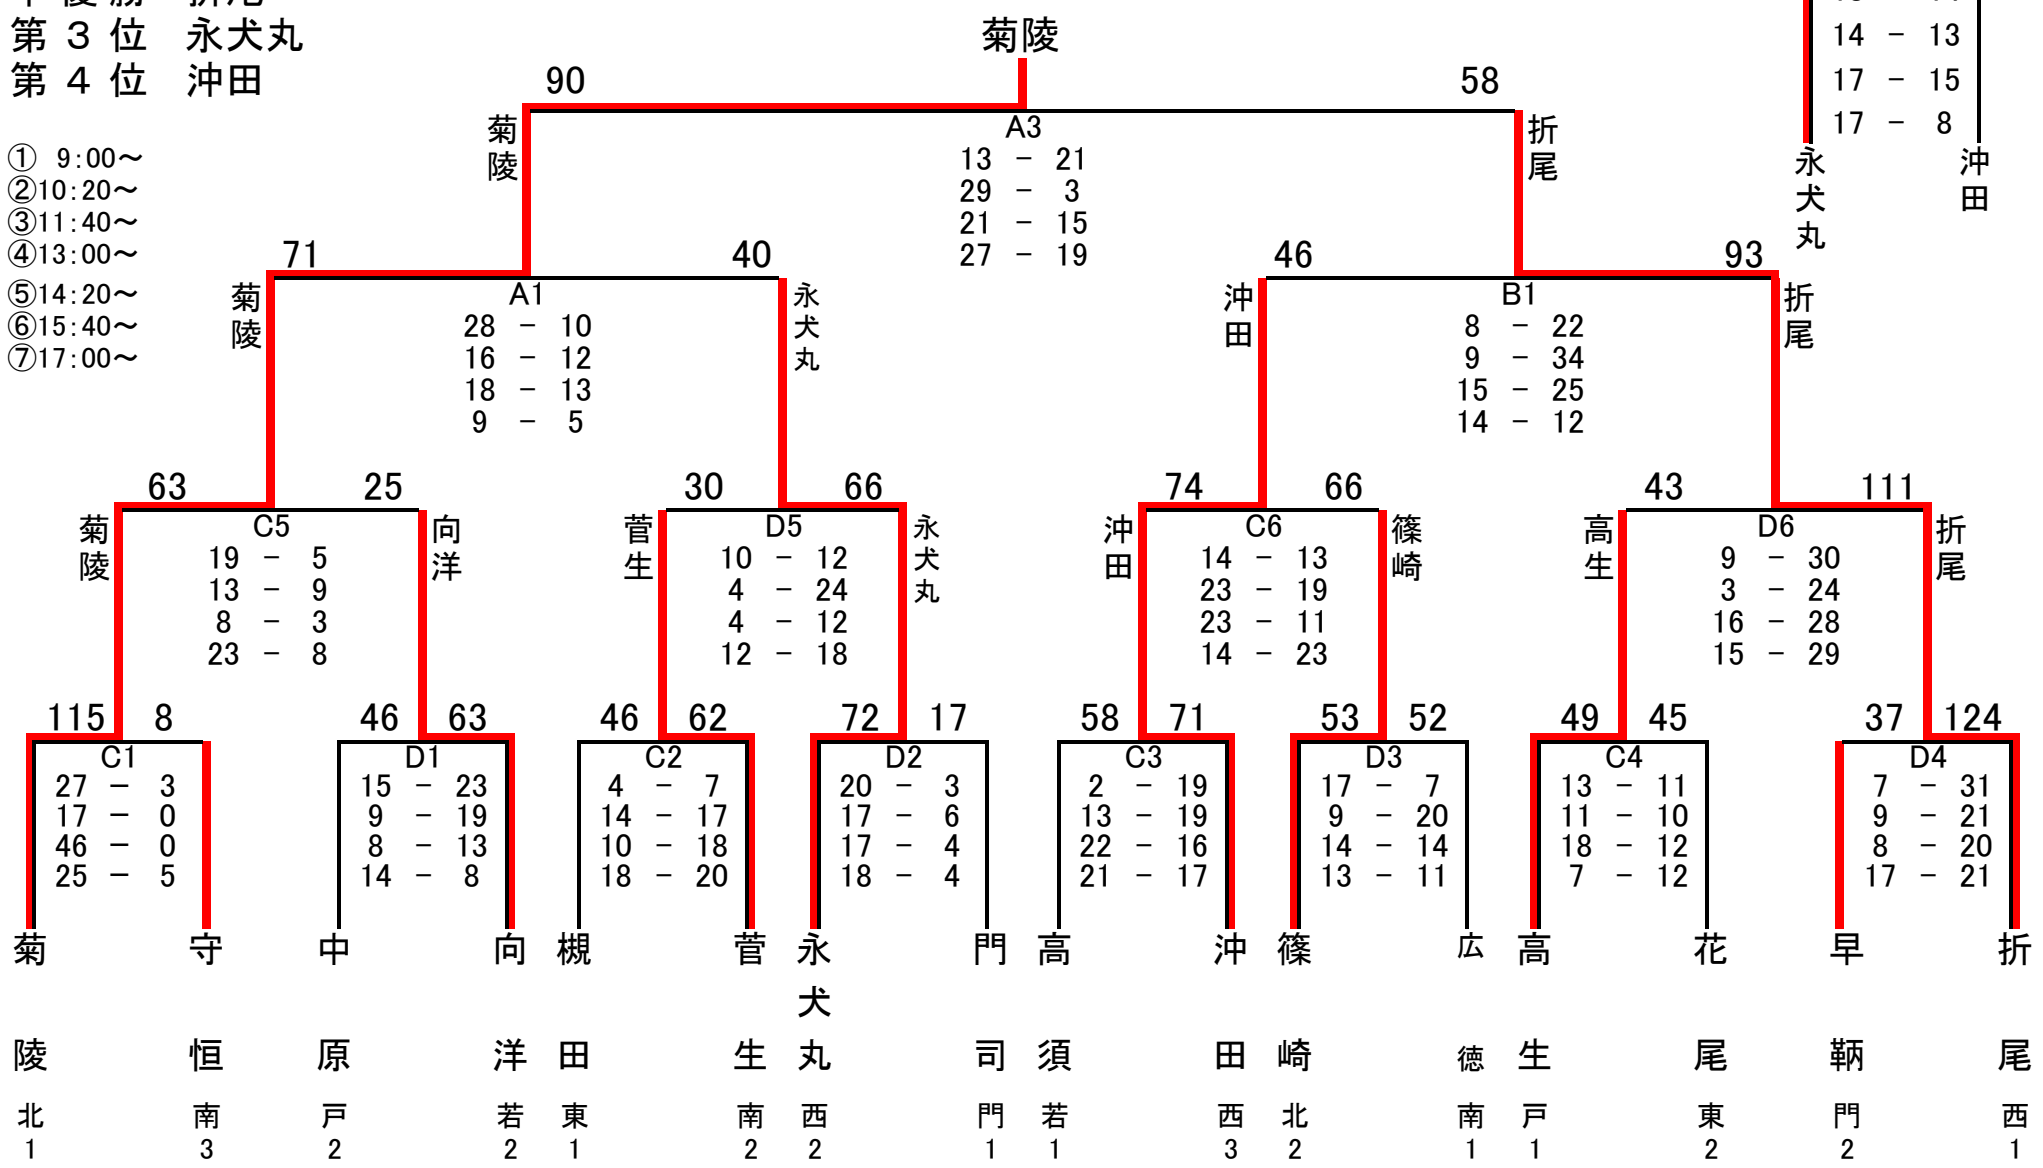 準優勝 折尾
第３位 永犬丸
第４位 沖田
菊陵
14 − 13
17 − 15
17 − 8
永犬丸 沖田
① 9:00～
②10:20～
③11:40～
④13:00～
⑤14:20～
⑥15:40～
⑦17:00～
90 58
菊陵 A3 折尾
13 − 21
29 − 3
21 − 15
27 − 19
71 40
菊陵 A1 永犬丸
28 − 10
16 − 12
18 − 13
9 − 5
46 93
沖田 B1 折尾
8 − 22
9 − 34
15 − 25
14 − 12
63 25
菊陵 C5 向洋
19 − 5
13 − 9
8 − 3
23 − 8
30 66
菅生 D5 永犬丸
10 − 12
4 − 24
4 − 12
12 − 18
74 66
沖田 C6 篠崎
14 − 13
23 − 19
23 − 11
14 − 23
43 111
高生 D6 折尾
9 − 30
3 − 24
16 − 28
15 − 29
115 8
C1
27 − 3
17 − 0
46 − 0
25 − 5
46 63
D1
15 − 23
9 − 19
8 − 13
14 − 8
46 62
C2
4 − 7
14 − 17
10 − 18
18 − 20
72 17
D2
20 − 3
17 − 6
17 − 4
18 − 4
58 71
C3
2 − 19
13 − 19
22 − 16
21 − 17
53 52
D3
17 − 7
9 − 20
14 − 14
13 − 11
49 45
C4
13 − 11
11 − 10
18 − 12
7 − 12
37 124
D4
7 − 31
9 − 21
8 − 20
17 − 21
菊陵 守恒 中原 向洋 槻田 菅生 永犬丸 門司 高須 沖田 篠崎 広徳 高生 花尾 早鞆 折尾
北 南 戸 若 東 南 西 門 若 西 北 南 戸 東 門 西
1 3 2 2 1 2 2 1 1 3 2 1 1 2 2 1